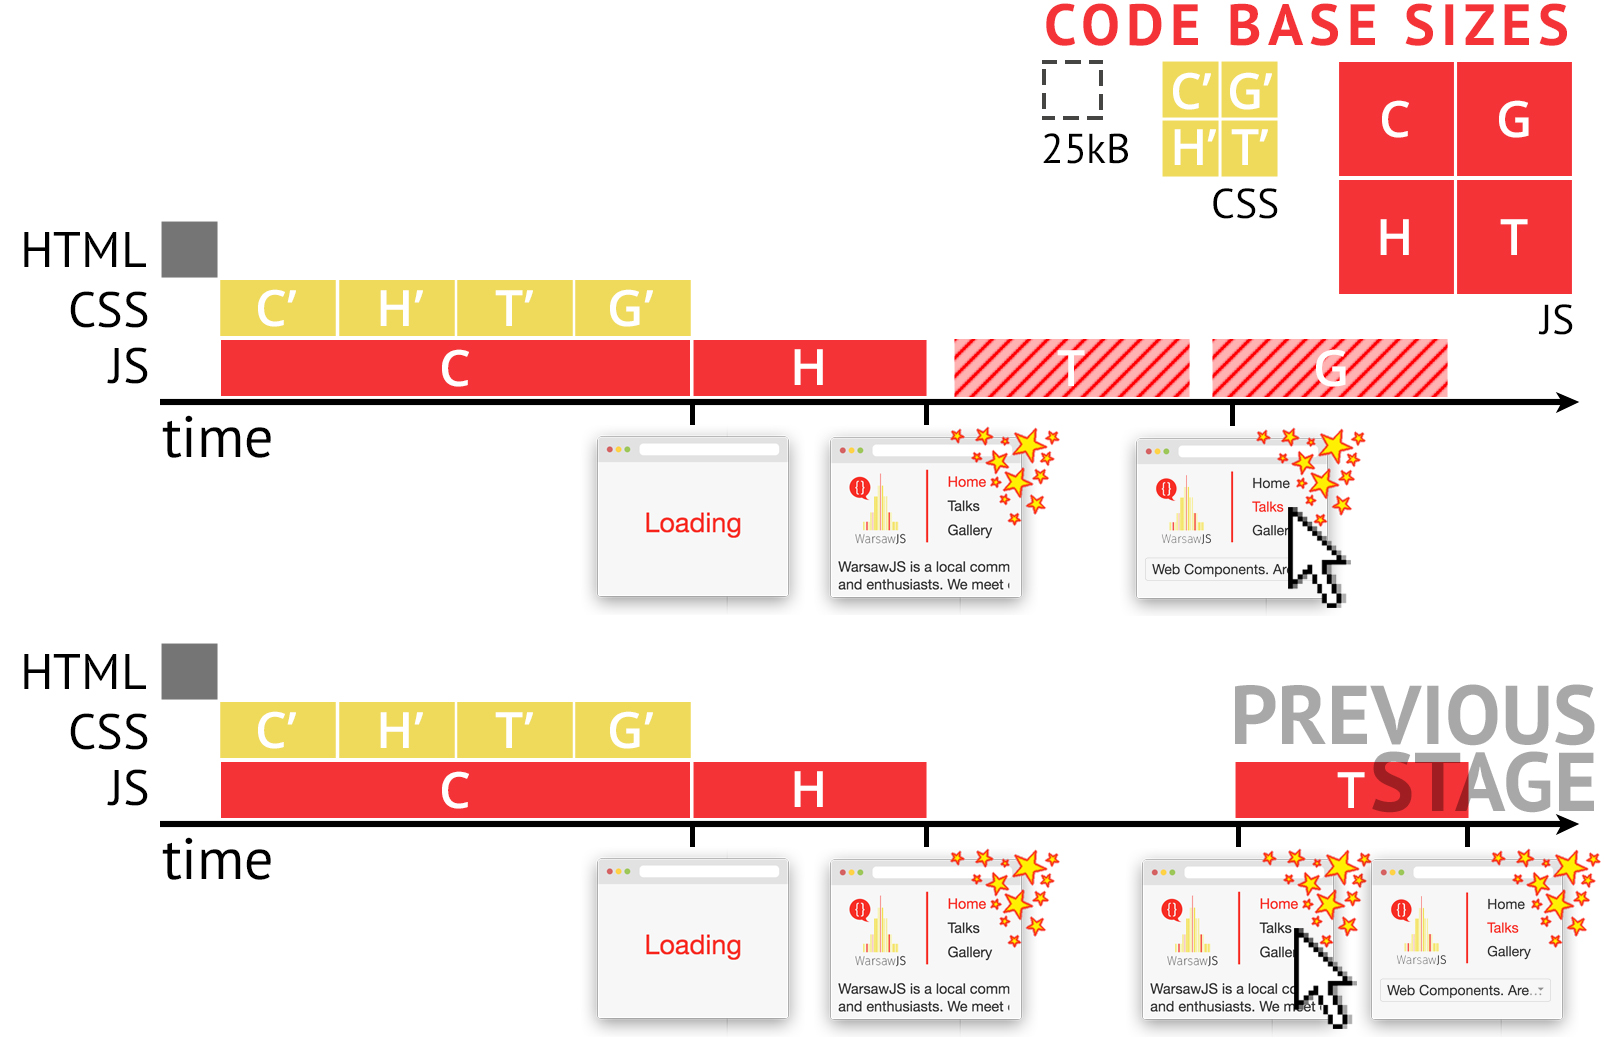 CODE BASE SIZES
25kB
C' G'
H' T'
CSS
C G
H T
JS
HTML
CSS C' H' T' G'
JS C H T G
time
Loading
{}
WarsawJS
Home
Talks
Gallery
WarsawJS is a local comm
and enthusiasts. We meet
{}
WarsawJS
Home
Talks
Galler
Web Components. Are
PREVIOUS
STAGE
HTML
CSS C' H' T' G'
JS C H T
time
Loading
{}
WarsawJS
Home
Talks
Gallery
WarsawJS is a local comm
and enthusiasts. We meet
{}
WarsawJS
Home
Talks
Galle
WarsawJS is a local co
and enthusiasts. We meet
{}
WarsawJS
Home
Talks
Gallery
Web Components. Are...